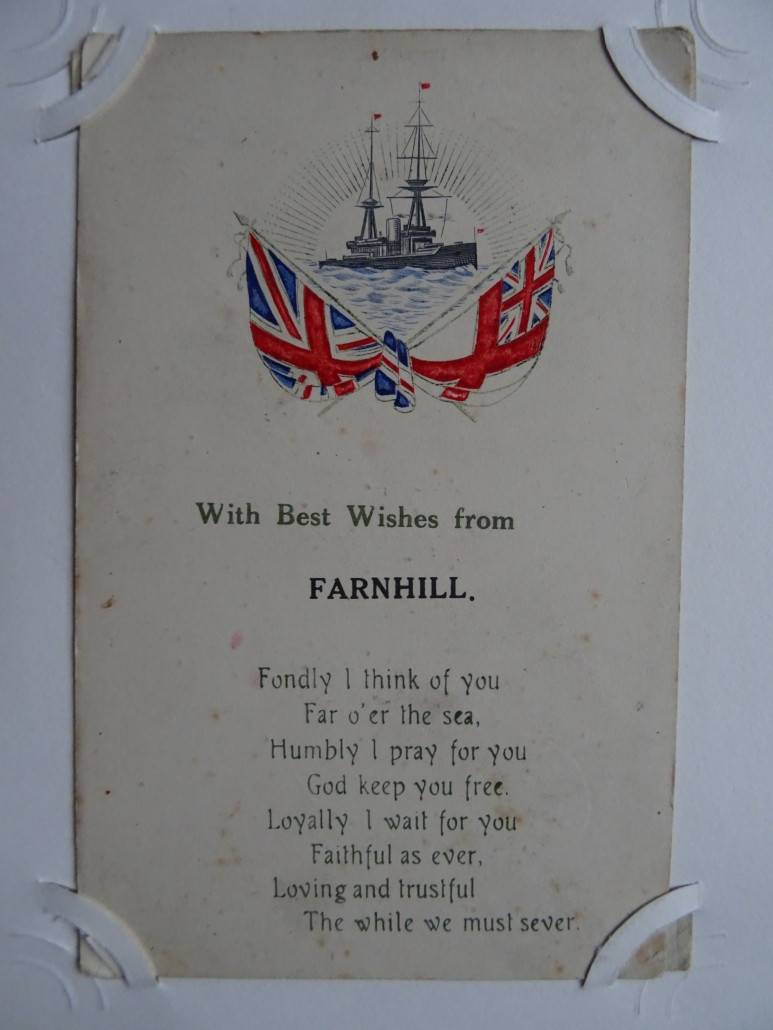 With Best Wishes from
FARNHILL.
Fondly I think of you
Far o'er the sea,
Humbly I pray for you
God keep you free.
Loyally I wait for you
Faithful as ever,
Loving and trustful
The while we must sever.